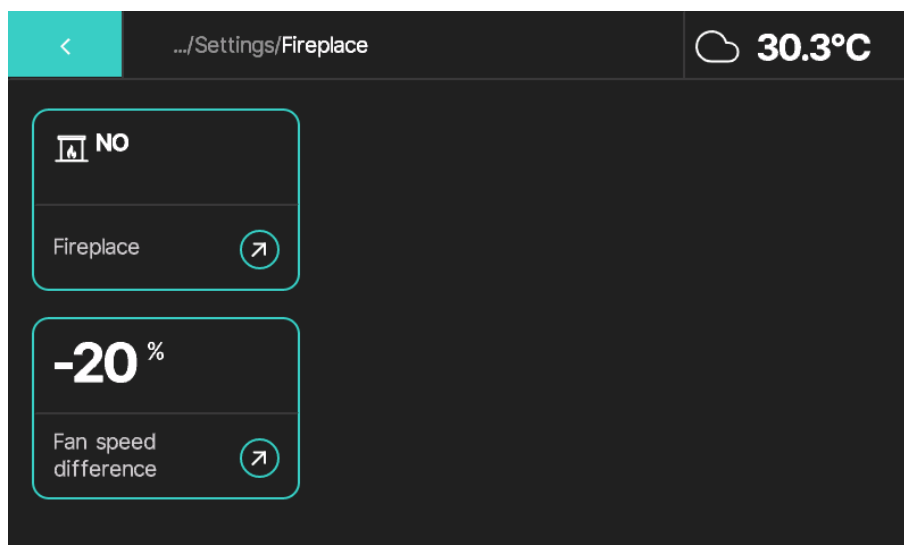 .../Settings/Fireplace
30.3°C
NO
Fireplace
-20 %
Fan speed
difference